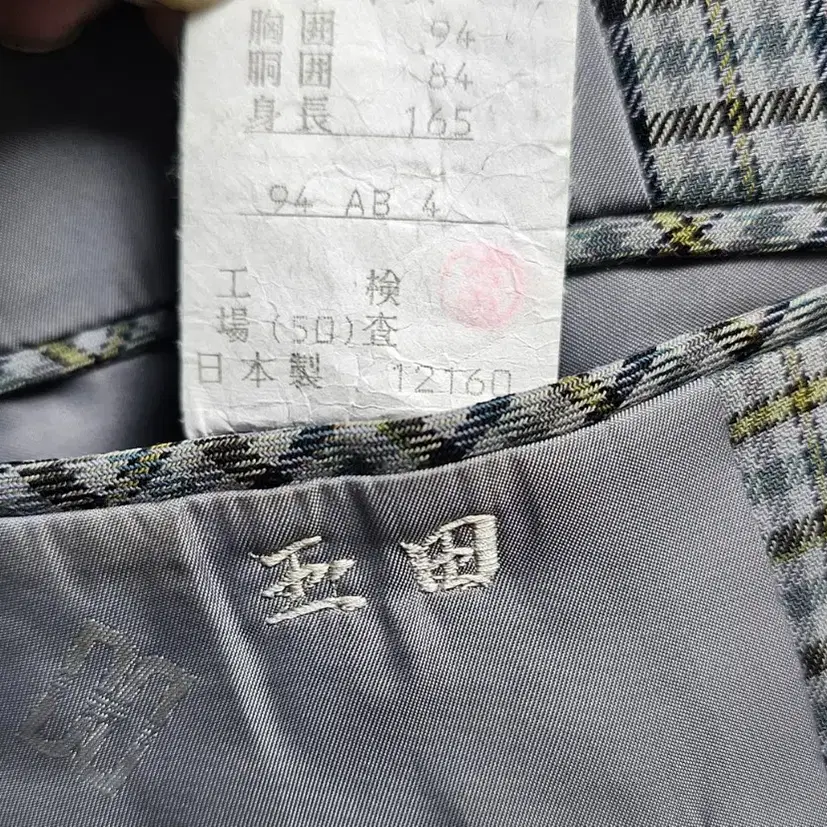 胸囲 94
胴囲 84
身長 165
94 AB 4
工 検
場(50)査
日本製 12160
玉田